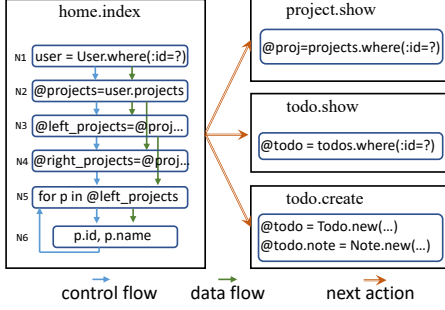 home.index
N1 user = User.where(:id=?)
N2 @projects=user.projects
N3 @left_projects=@proj...
N4 @right_projects=@proj...
N5 for p in @left_projects
N6 p.id, p.name
project.show
@proj=projects.where(:id=?)
todo.show
@todo = todos.where(:id=?)
todo.create
@todo = Todo.new(...)
@todo.note = Note.new(...)
control flow data flow next action